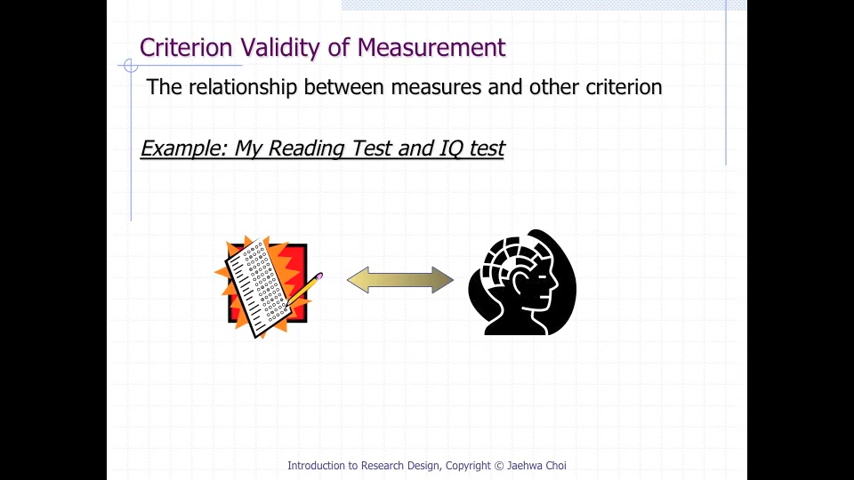 Criterion Validity of Measurement
The relationship between measures and other criterion
Example: My Reading Test and IQ test
Introduction to Research Design, Copyright © Jaehwa Choi